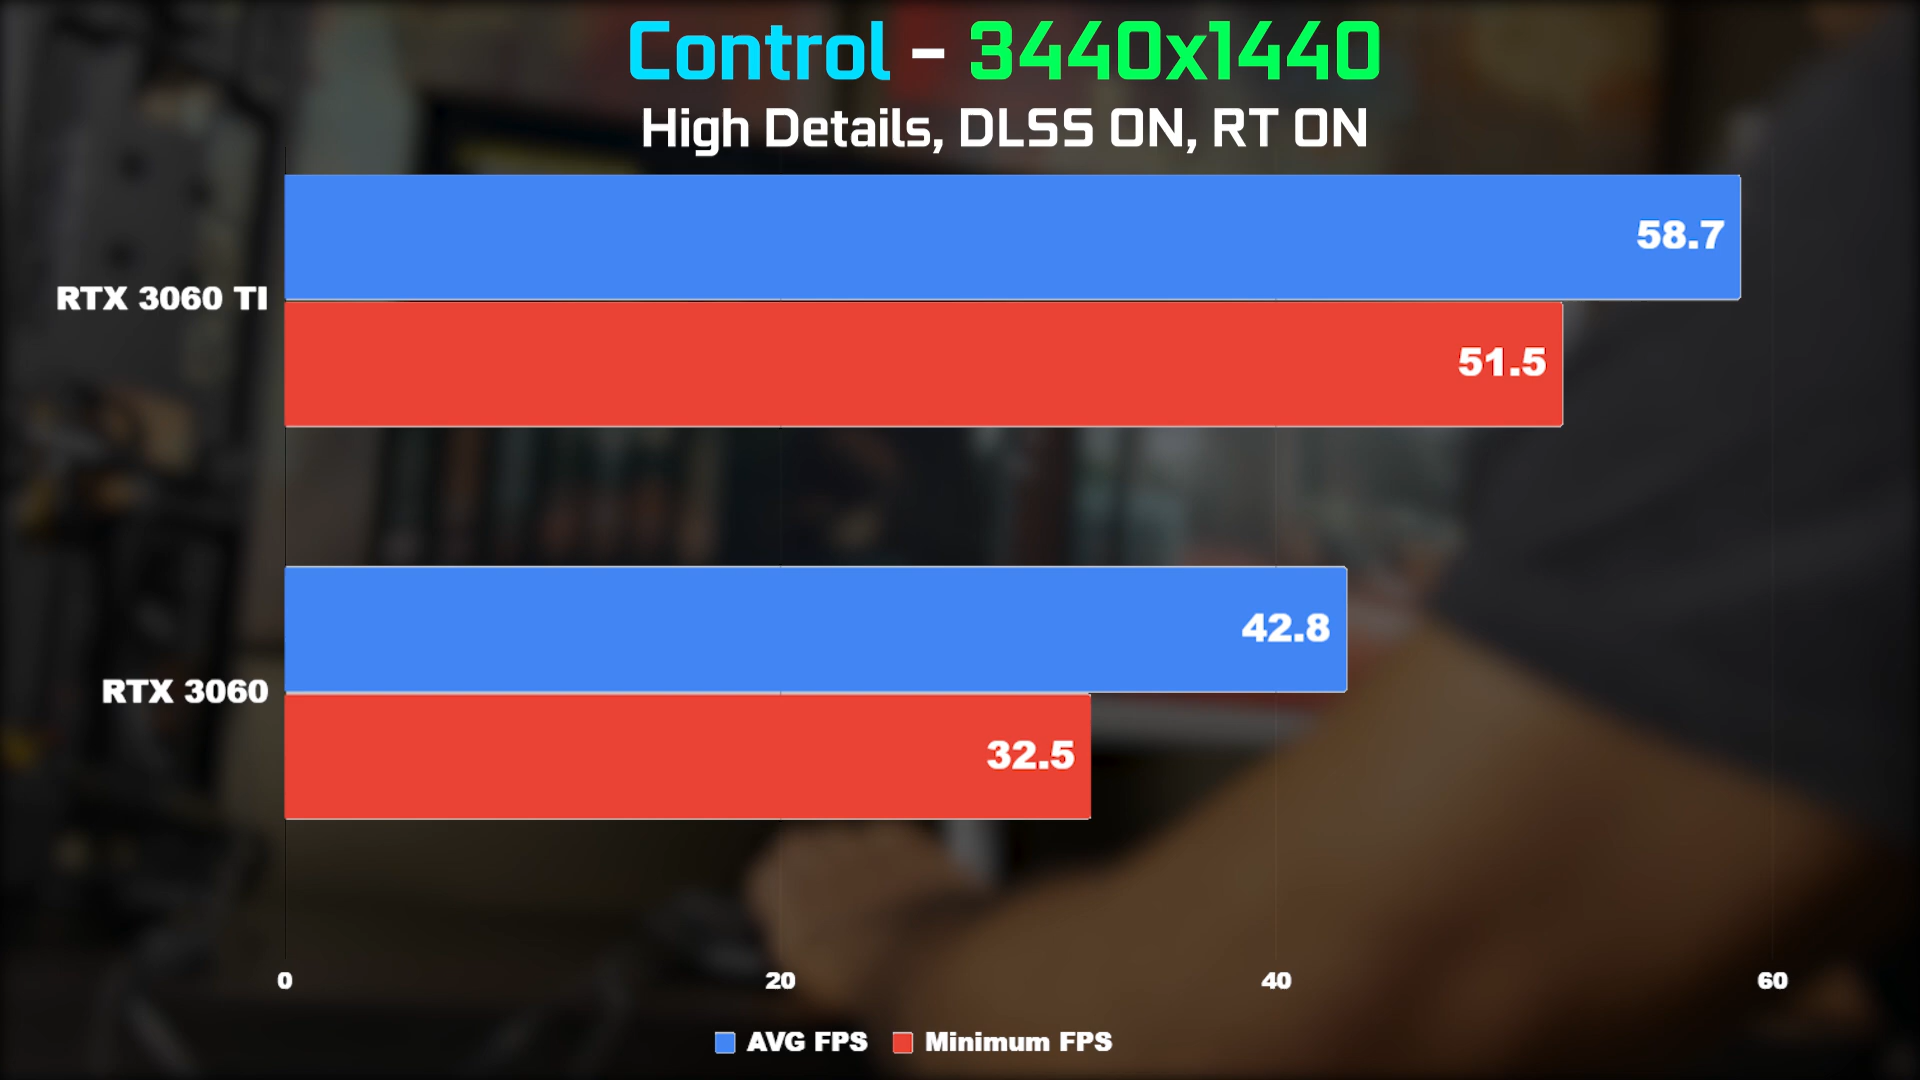 Control - 3440x1440
High Details, DLSS ON, RT ON
58.7
RTX 3060 TI
51.5
42.8
RTX 3060
32.5
0 20 40 60
AVG FPS Minimum FPS